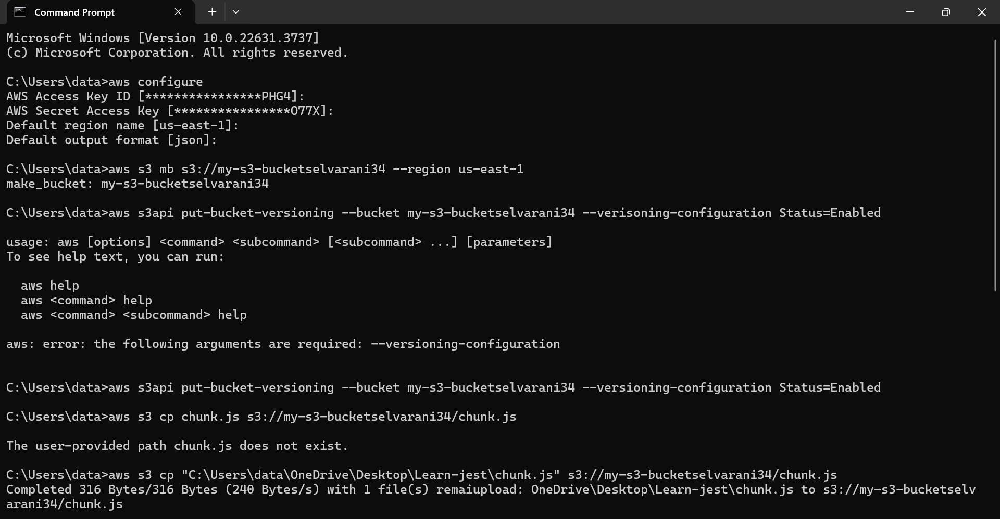 Command Prompt
Microsoft Windows [Version 10.0.22631.3737]
(c) Microsoft Corporation. All rights reserved.
C:\Users\data>aws configure
AWS Access Key ID [****************PHG4]:
AWS Secret Access Key [****************O77X]:
Default region name [us-east-1]:
Default output format [json]:
C:\Users\data>aws s3 mb s3://my-s3-bucketselvarani34 --region us-east-1
make_bucket: my-s3-bucketselvarani34
C:\Users\data>aws s3api put-bucket-versioning --bucket my-s3-bucketselvarani34 --verisoning-configuration Status=Enabled
usage: aws [options] <command> <subcommand> [<subcommand> ...] [parameters]
To see help text, you can run:
aws help
aws <command> help
aws <command> <subcommand> help
aws: error: the following arguments are required: --versioning-configuration
C:\Users\data>aws s3api put-bucket-versioning --bucket my-s3-bucketselvarani34 --versioning-configuration Status=Enabled
C:\Users\data>aws s3 cp chunk.js s3://my-s3-bucketselvarani34/chunk.js
The user-provided path chunk.js does not exist.
C:\Users\data>aws s3 cp "C:\Users\data\OneDrive\Desktop\Learn-jest\chunk.js" s3://my-s3-bucketselvarani34/chunk.js
Completed 316 Bytes/316 Bytes (240 Bytes/s) with 1 file(s) remaiupload: OneDrive\Desktop\Learn-jest\chunk.js to s3://my-s3-bucketselv
arani34/chunk.js